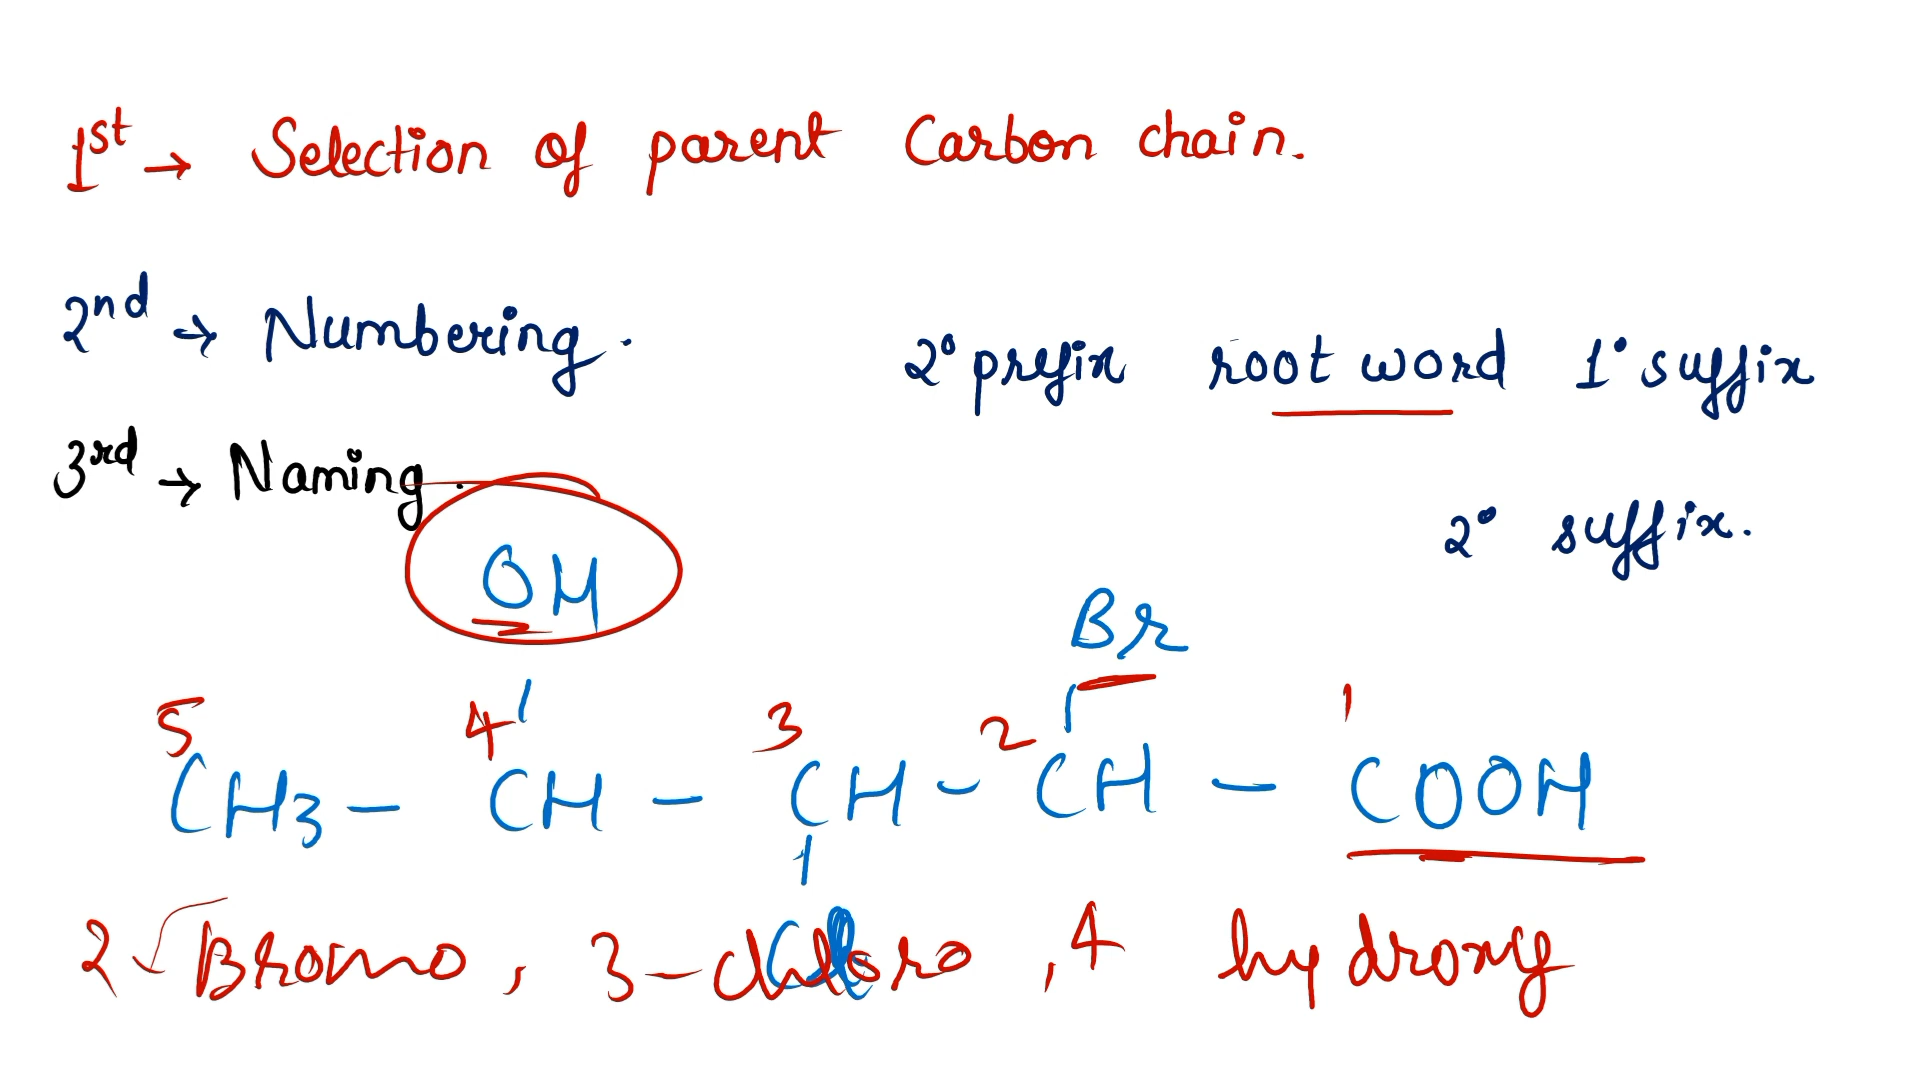 1st → Selection of parent Carbon chain.
2nd → Numbering.
2° prefix root word 1° suffix
3rd → Naming.
2° suffix.
OH
Br
5 4 3 2 1
CH3 - CH - CH - CH - COOH
Cl
2 Bromo, 3-chloro, 4 hydroxy